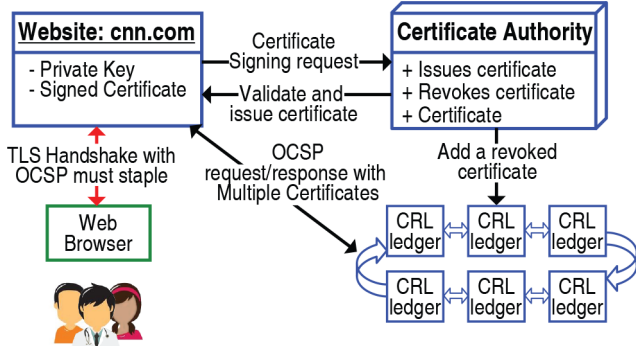 Website: cnn.com
- Private Key
- Signed Certificate
Certificate
Signing request
Validate and
issue certificate
Certificate Authority
+ Issues certificate
+ Revokes certificate
+ Certificate
TLS Handshake with
OCSP must staple
OCSP
request/response with
Multiple Certificates
Add a revoked
certificate
Web
Browser
CRL
ledger
CRL
ledger
CRL
ledger
CRL
ledger
CRL
ledger
CRL
ledger